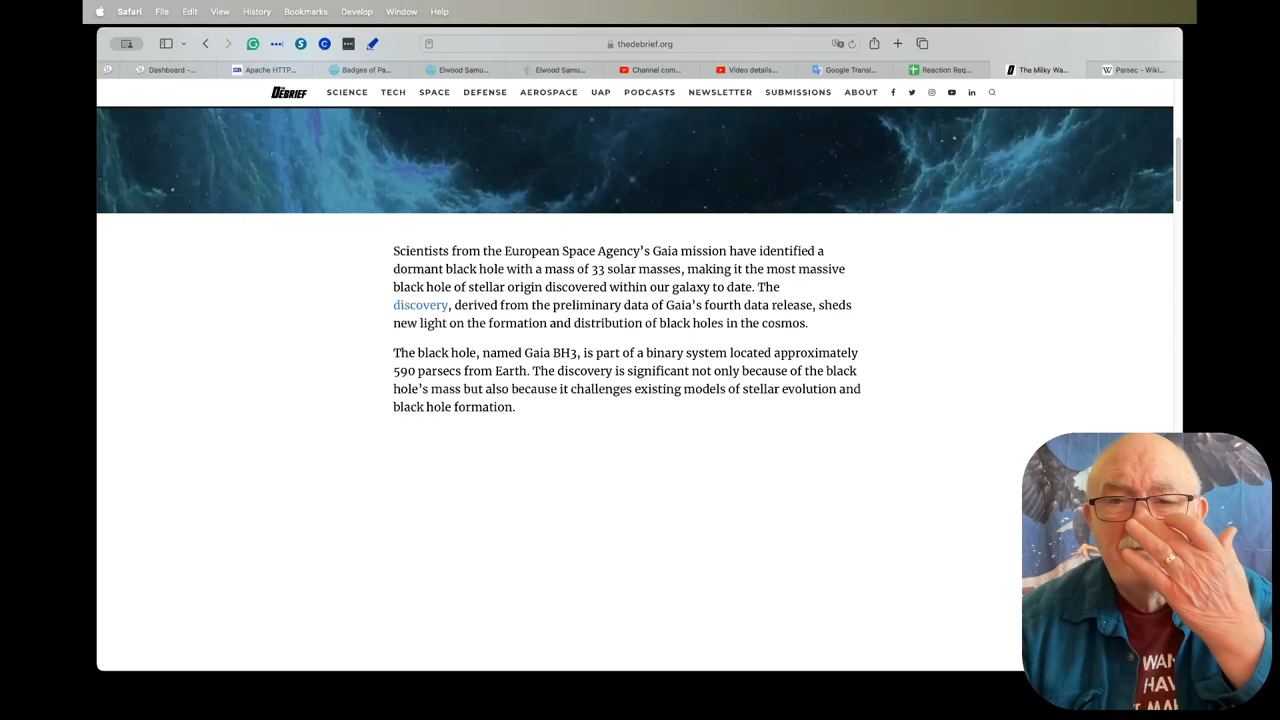 Safari File Edit View History Bookmarks Develop Window Help
thedebrief.org
Dashboard -... SB Apache HTTP... Badges of Pa... Elwood Samu... Elwood Samu... Channel com... Video details... Google Transl... Reaction Req... The Milky Wa... W Parsec - Wiki...
THE DEBRIEF SCIENCE TECH SPACE DEFENSE AEROSPACE UAP PODCASTS NEWSLETTER SUBMISSIONS ABOUT
Scientists from the European Space Agency’s Gaia mission have identified a
dormant black hole with a mass of 33 solar masses, making it the most massive
black hole of stellar origin discovered within our galaxy to date. The
discovery, derived from the preliminary data of Gaia’s fourth data release, sheds
new light on the formation and distribution of black holes in the cosmos.
The black hole, named Gaia BH3, is part of a binary system located approximately
590 parsecs from Earth. The discovery is significant not only because of the black
hole’s mass but also because it challenges existing models of stellar evolution and
black hole formation.